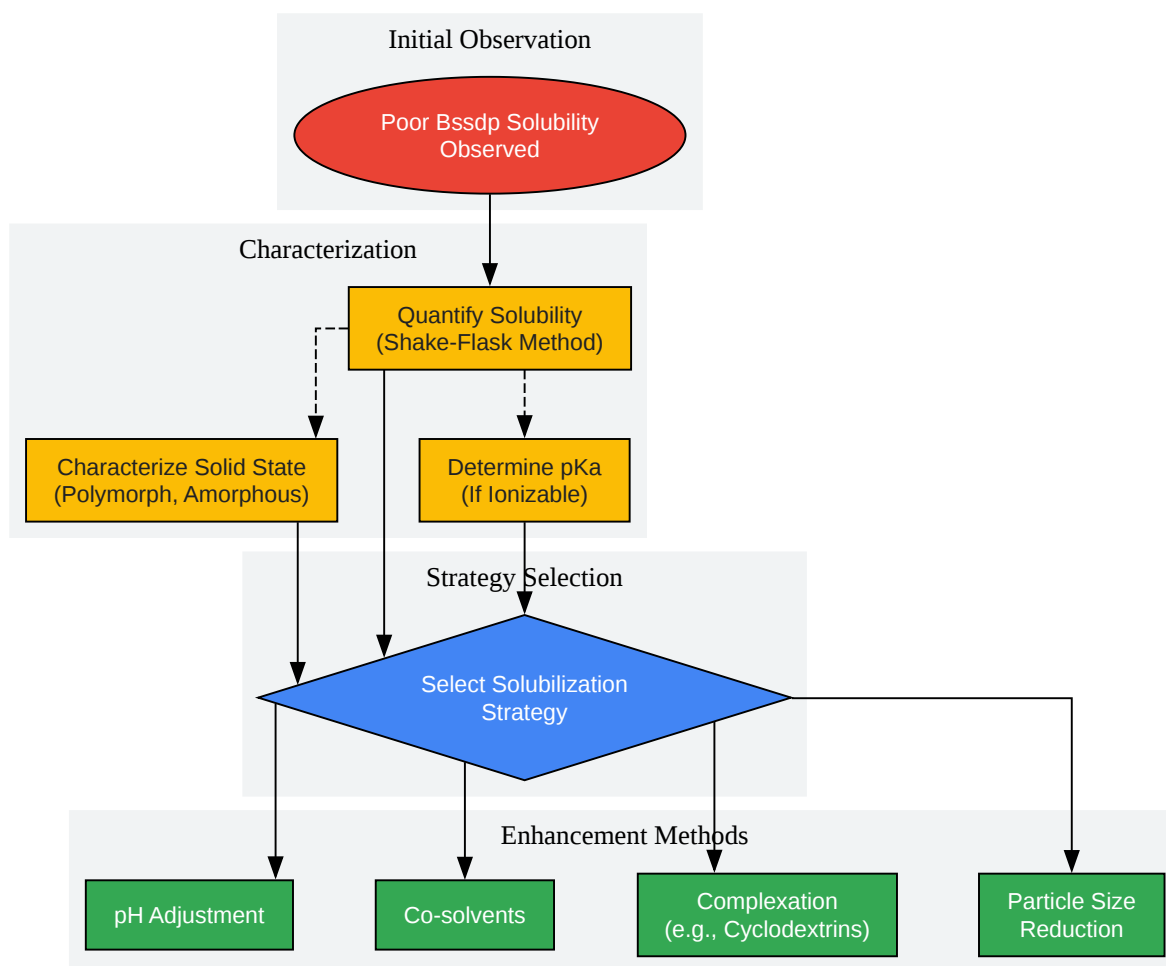 Initial Observation
Poor Bssdp Solubility
Observed
Characterization
Quantify Solubility
(Shake-Flask Method)
Characterize Solid State
(Polymorph, Amorphous)
Determine pKa
(If Ionizable)
Strategy Selection
Select Solubilization
Strategy
Enhancement Methods
pH Adjustment
Co-solvents
Complexation
(e.g., Cyclodextrins)
Particle Size
Reduction